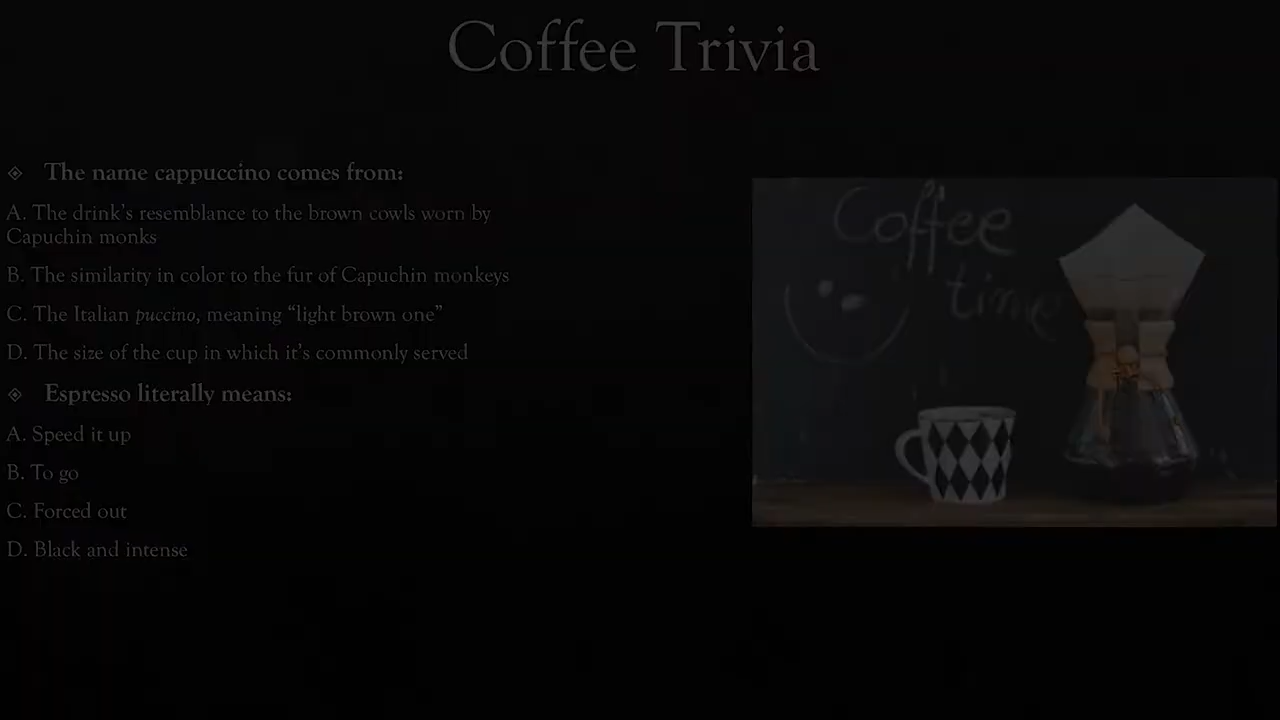 Coffee Trivia
The name cappuccino comes from:
A. The drink's resemblance to the brown cowls worn by
Capuchin monks
B. The similarity in color to the fur of Capuchin monkeys
C. The Italian puccino, meaning “light brown one”
D. The size of the cup in which it's commonly served
Espresso literally means:
A. Speed it up
B. To go
C. Forced out
D. Black and intense
Coffee
time